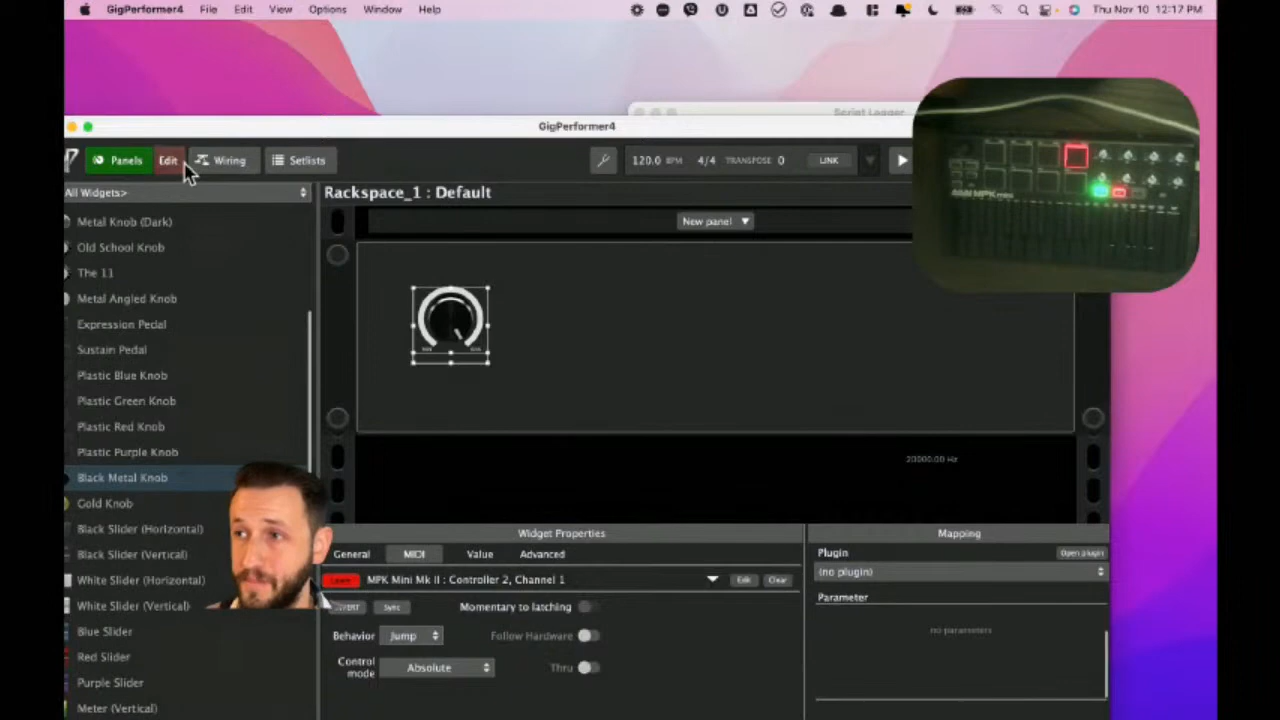 GigPerformer4 File Edit View Options Window Help Thu Nov 10 12:17 PM
Script Logger
GigPerformer4
Panels Edit Wiring Setlists 120.0 BPM 4/4 TRANSPOSE 0 LINK
All Widgets>
Rackspace_1 : Default
New panel
Metal Knob (Dark)
Old School Knob
The 11
Metal Angled Knob
Expression Pedal
Sustain Pedal
Plastic Blue Knob
Plastic Green Knob
Plastic Red Knob
Plastic Purple Knob
Black Metal Knob
Gold Knob
Black Slider (Horizontal)
Black Slider (Vertical)
White Slider (Horizontal)
White Slider (Vertical)
Blue Slider
Red Slider
Purple Slider
Meter (Vertical)
20000.00 Hz
Widget Properties
General MIDI Value Advanced
Learn MPK Mini Mk II : Controller 2, Channel 1 Edit Clear
Sync Momentary to latching
Behavior Jump Follow Hardware
Control mode Absolute Thru
Mapping
Plugin Open plugin
(no plugin)
Parameter
no parameters
MPK mini